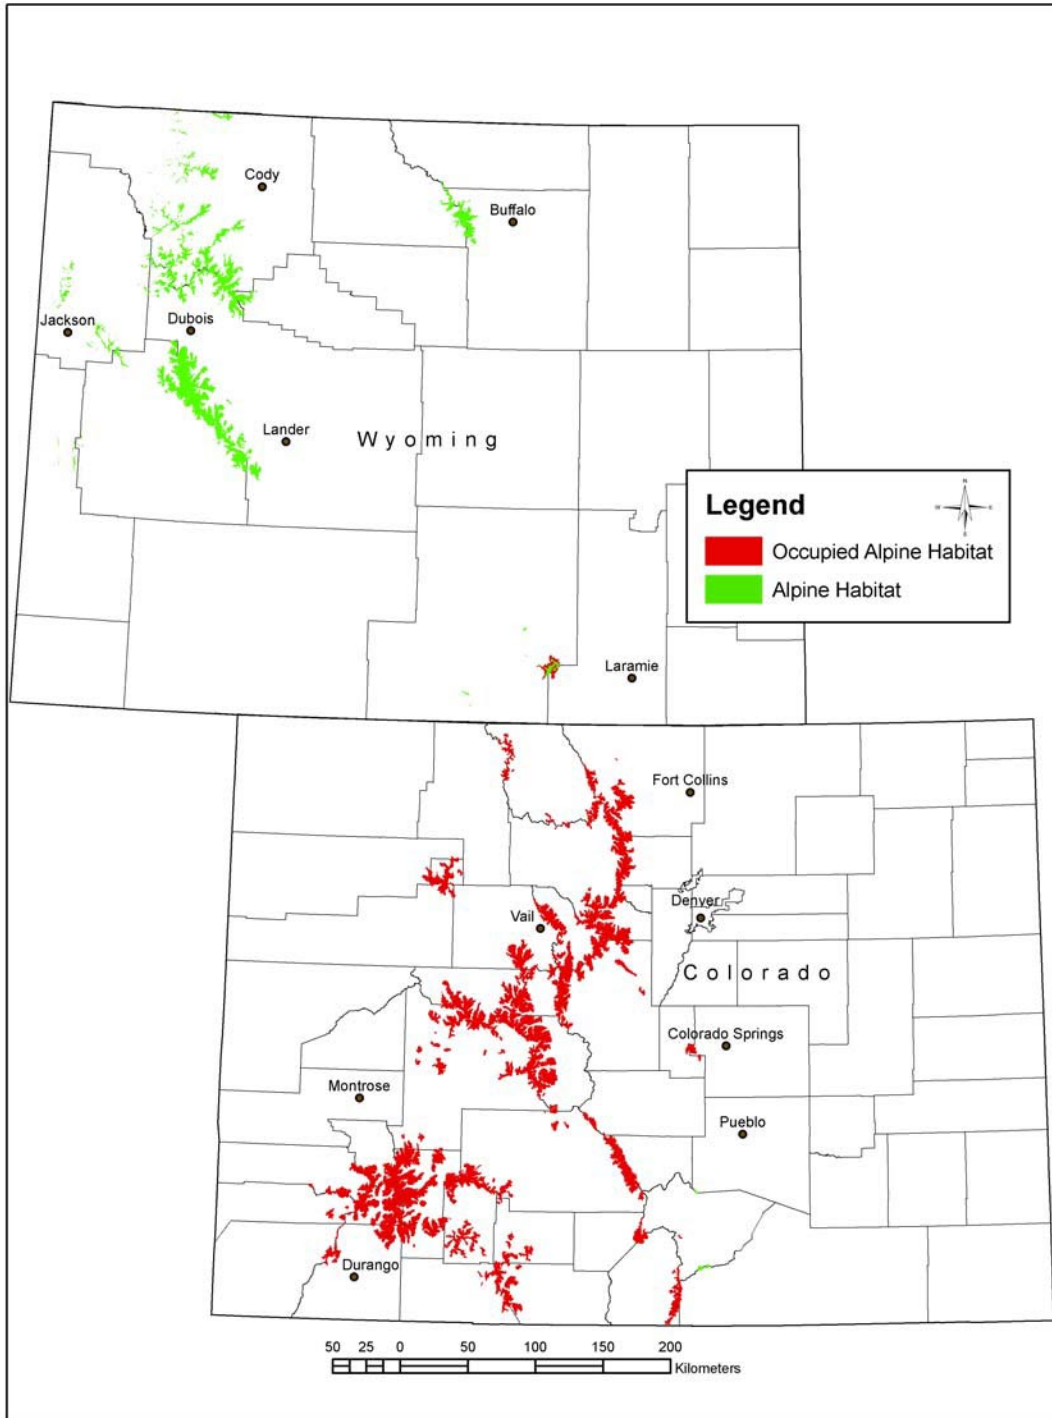 Cody
Buffalo
Jackson
Dubois
Lander
Wyoming
Legend
N
W
E
S
Occupied Alpine Habitat
Alpine Habitat
Laramie
Fort Collins
Denver
Vail
Colorado
Colorado Springs
Montrose
Pueblo
Durango
50 25 0 50 100 150 200
Kilometers